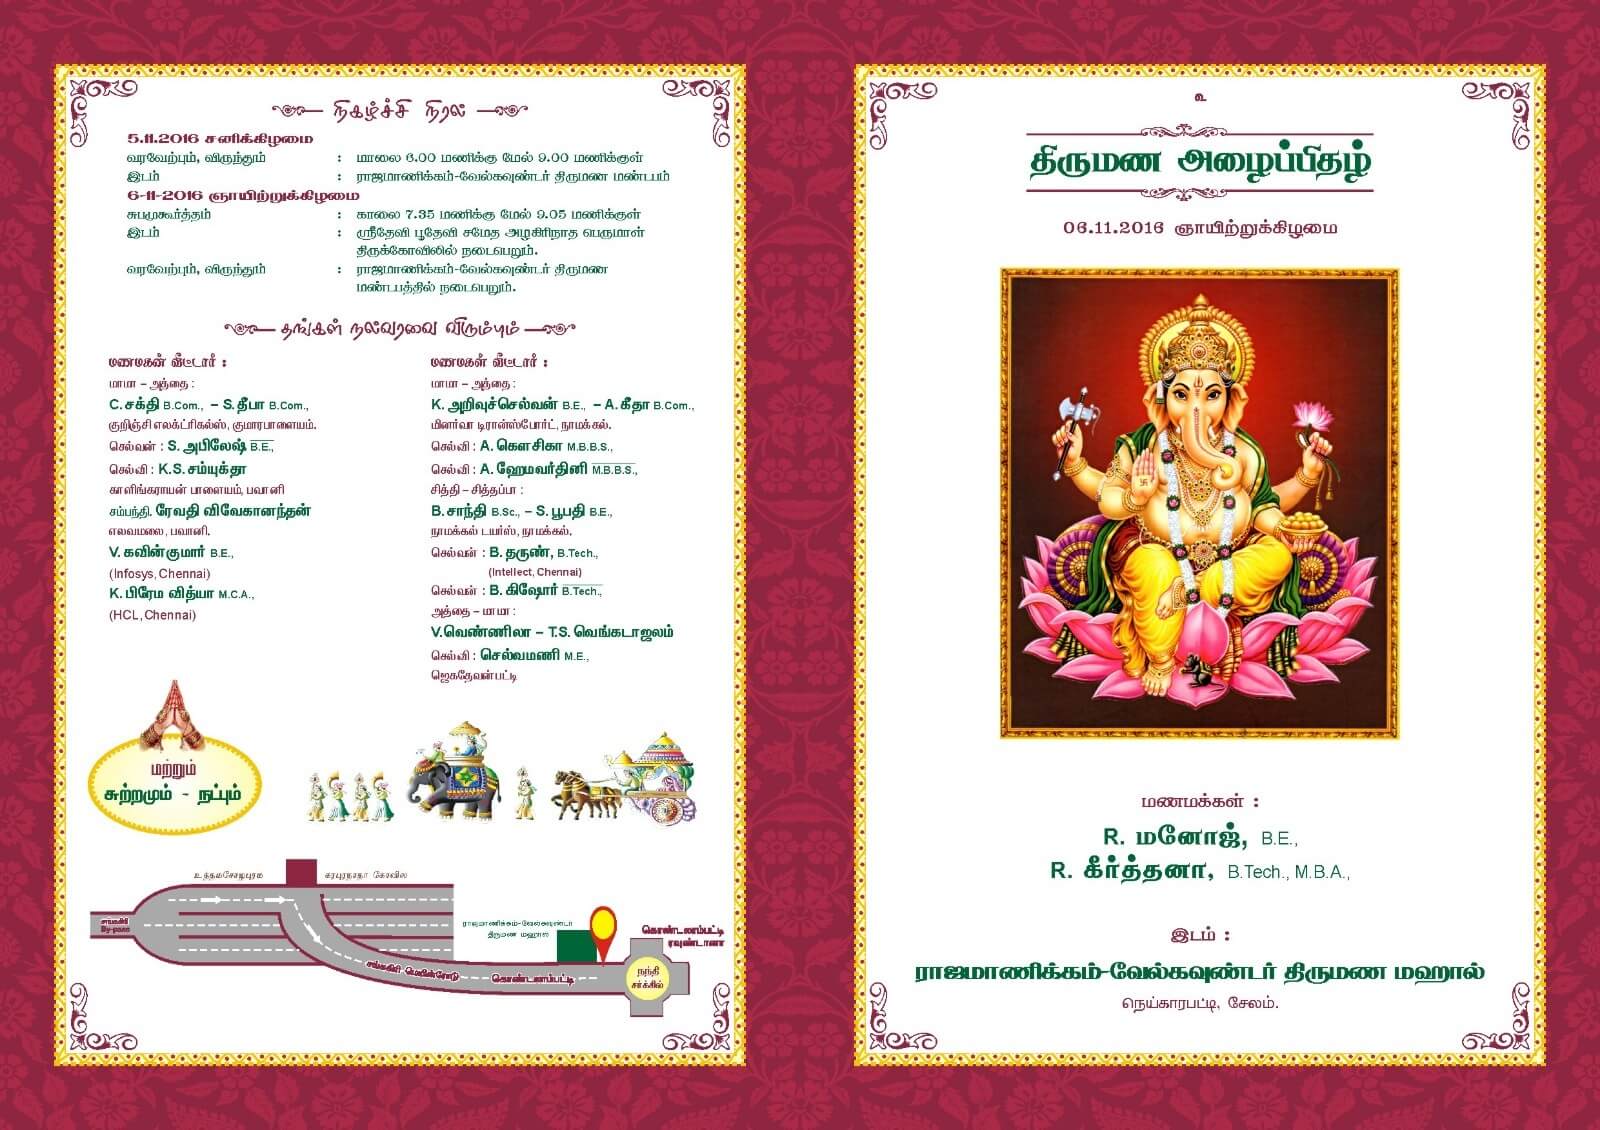 நிகழ்ச்சி நிரல்
5.11.2016 சனிக்கிழமை
வரவேற்பும், விருந்தும் : மாலை 6.00 மணிக்கு மேல் 9.00 மணிக்குள்
இடம் : ராஜமாணிக்கம்-வேல்கவுண்டர் திருமண மண்டபம்
6-11-2016 ஞாயிற்றுக்கிழமை
சுபமுகூர்த்தம் : காலை 7.35 மணிக்கு மேல் 9.05 மணிக்குள்
இடம் : ஸ்ரீதேவி பூதேவி சமேத அழகிரிநாத பெருமாள்
திருக்கோவிலில் நடைபெறும்.
வரவேற்பும், விருந்தும் : ராஜமாணிக்கம்-வேல்கவுண்டர் திருமண
மண்டபத்தில் நடைபெறும்.
தங்கள் நல்வரவை விரும்பும்
மணமகன் வீட்டார் :
மாமா – அத்தை :
C. சக்தி B.Com., – S. தீபா B.Com.,
குறிஞ்சி எலக்ட்ரிகல்ஸ், குமாரபாளையம்.
செல்வன் : S. அபிலேஷ் B.E.,
செல்வி : K.S. சம்யுக்தா
காளிங்கராயன் பாளையம், பவானி
சம்பந்தி. ரேவதி விவேகானந்தன்
எலவமலை, பவானி.
V. கவின்குமார் B.E.,
(Infosys, Chennai)
K. பிரேம வித்யா M.C.A.,
(HCL, Chennai)
மணமகள் வீட்டார் :
மாமா – அத்தை :
K. அறிவுச்செல்வன் B.E., – A. கீதா B.Com.,
மினர்வா டிரான்ஸ்போர்ட், நாமக்கல்.
செல்வி : A. கௌசிகா M.B.B.S.,
செல்வி : A. ஹேமவர்தினி M.B.B.S.,
சித்தி – சித்தப்பா :
B. சாந்தி B.Sc., – S. பூபதி B.E.,
நாமக்கல் டயர்ஸ், நாமக்கல்.
செல்வன் : B. தருண், B.Tech.,
(Intellect, Chennai)
செல்வன் : B. கிஷோர் B.Tech.,
அத்தை – மாமா :
V.வெண்ணிலா – T.S. வெங்கடாஜலம்
செல்வி : செல்வமணி M.E.,
ஜெகதேவன்பட்டி
மற்றும்
சுற்றமும் - நட்பும்
உத்தமசோழபுரம்
கரபுரநாதா கோவில்
சங்ககிரி
By-pass
சங்ககிரி மெயின்ரோடு
கொண்டலாம்பட்டி
ராஜமாணிக்கம்-வேல்கவுண்டர்
திருமண மஹால்
கொண்டலாம்பட்டி
ரவுண்டானா
நந்தி
சர்க்கில்
உ
திருமண அழைப்பிதழ்
06.11.2016 ஞாயிற்றுக்கிழமை
மணமக்கள் :
R. மனோஜ், B.E.,
R. கீர்த்தனா, B.Tech., M.B.A.,
இடம் :
ராஜமாணிக்கம்-வேல்கவுண்டர் திருமண மஹால்
நெய்காரபட்டி, சேலம்.